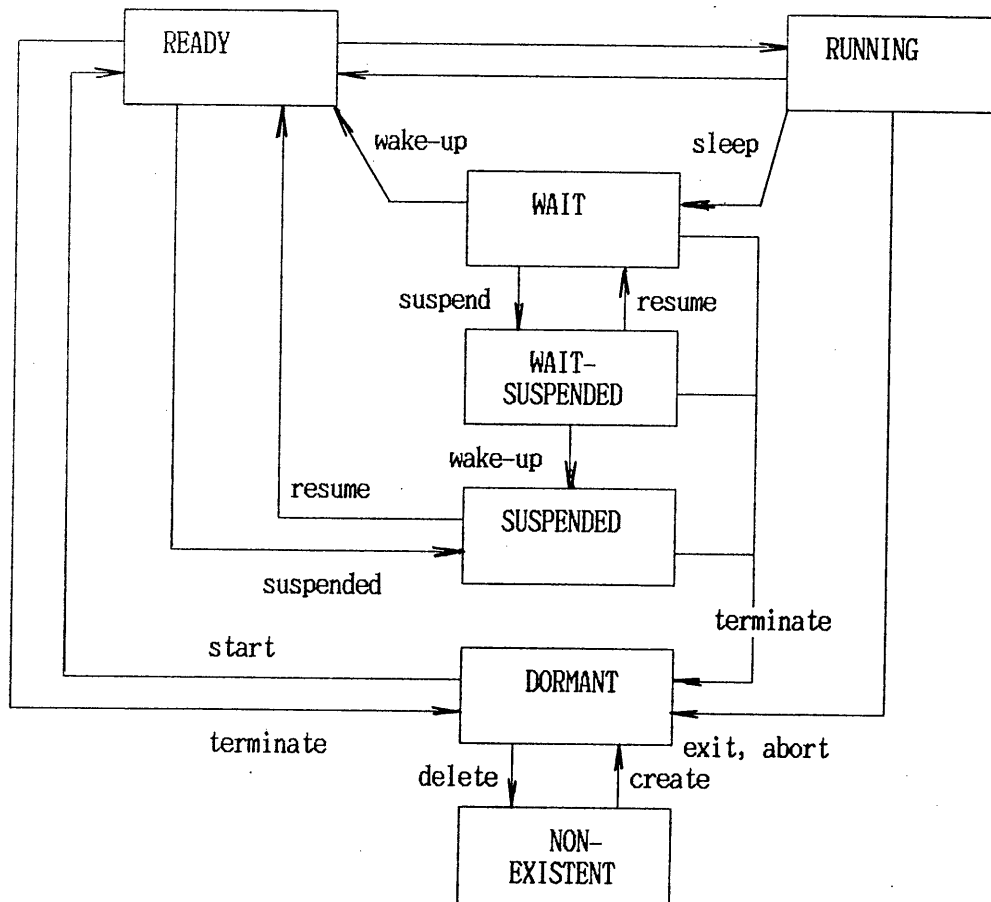 READY
RUNNING
wake-up
sleep
WAIT
suspend
resume
WAIT-
SUSPENDED
wake-up
resume
SUSPENDED
suspended
terminate
start
DORMANT
terminate
exit, abort
delete
create
NON-
EXISTENT